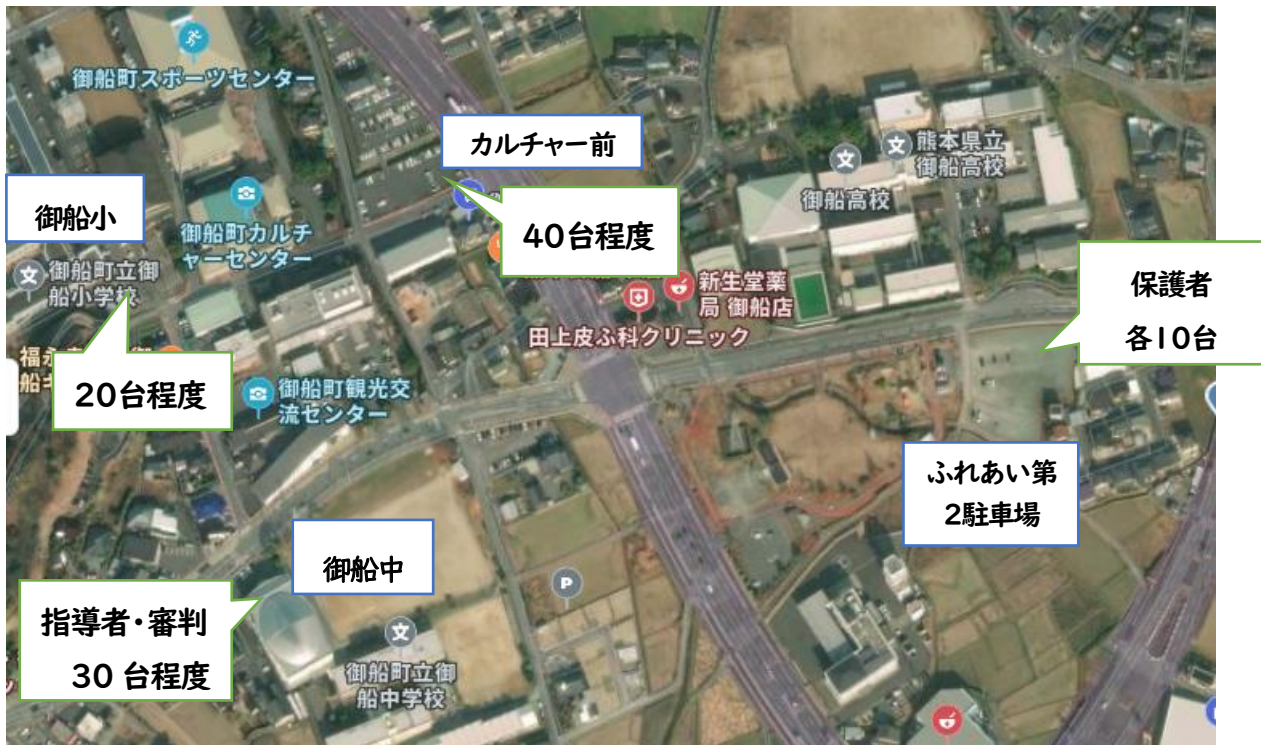 御船町スポーツセンター
カルチャー前
熊本県立
御船高校
御船高校
御船小
御船町カルチ
ャーセンター
40台程度
御船町立御
船小学校
新生堂薬
局 御船店
田上皮ふ科クリニック
保護者
各10台
20台程度
御船町観光交
流センター
ふれあい第
2駐車場
御船中
P
指導者・審判
30 台程度
御船町立御
船中学校